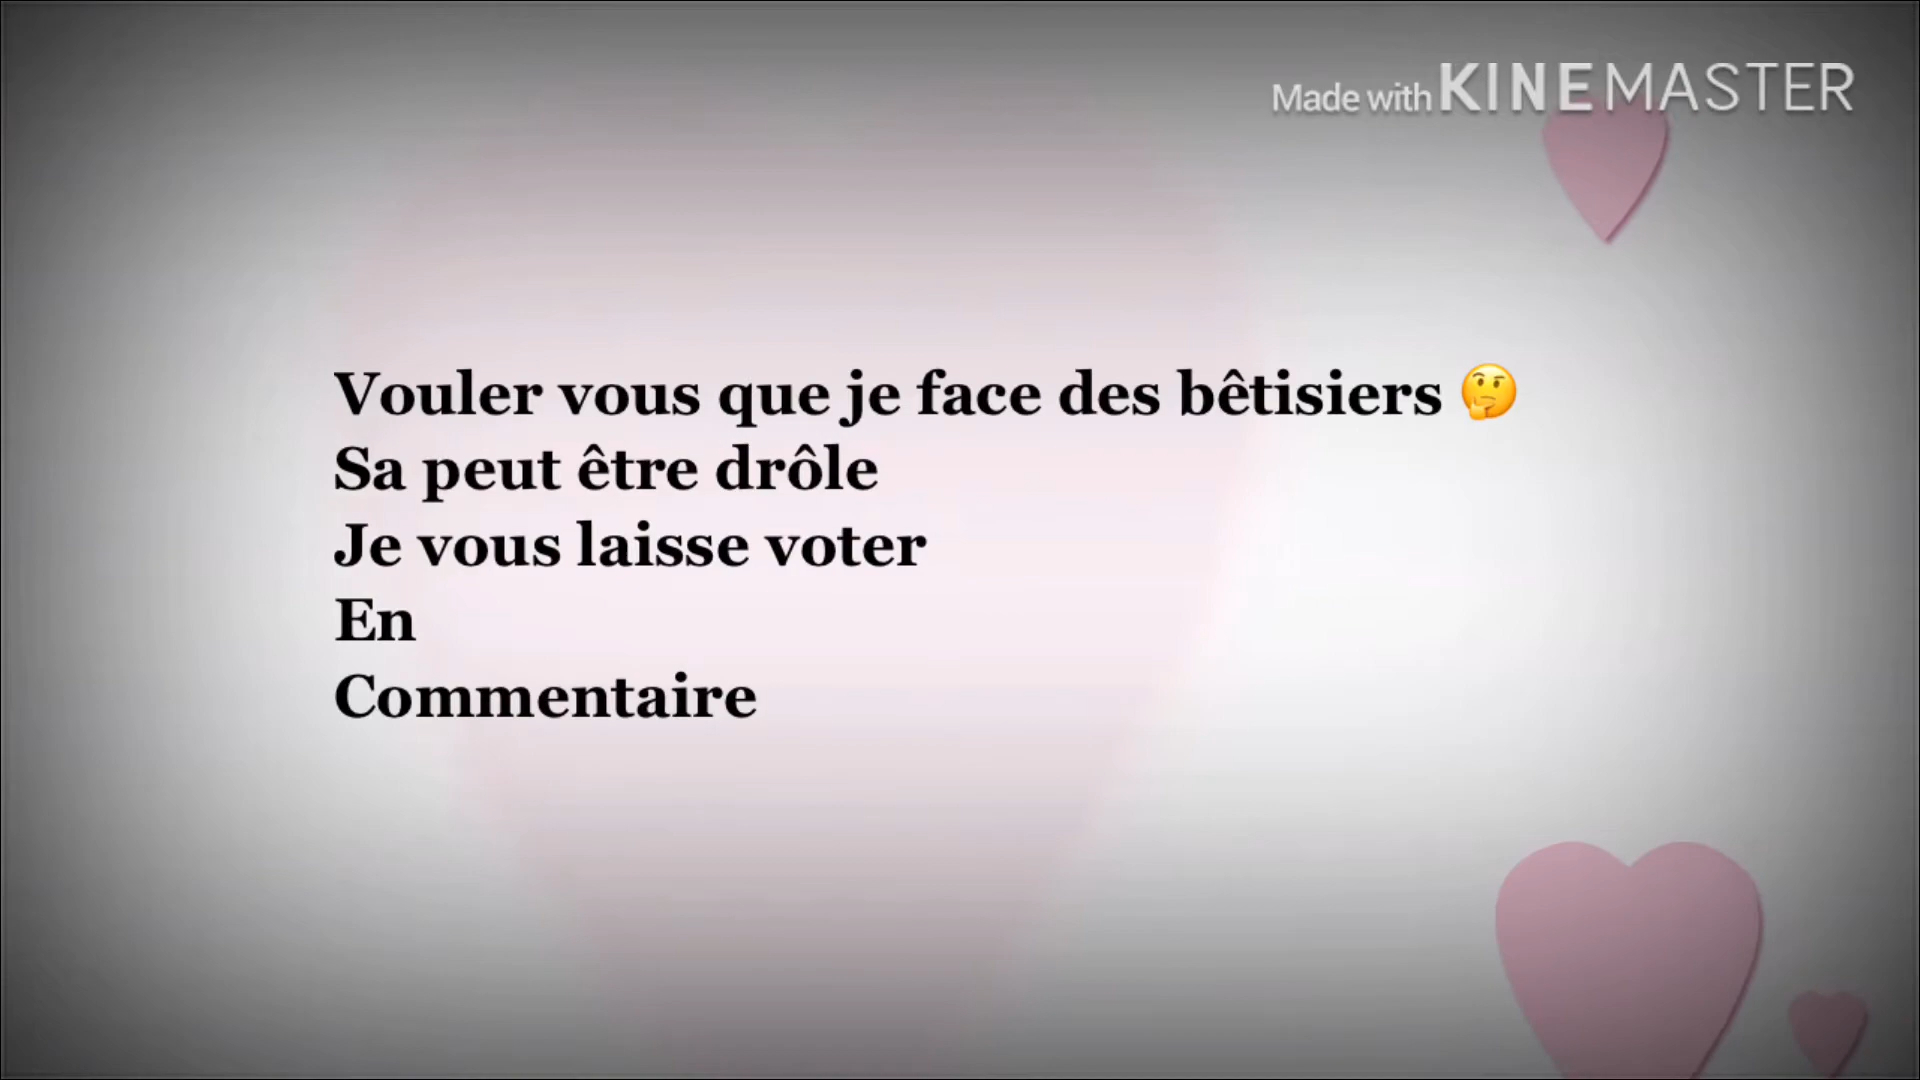 Made with KINEMASTER
Vouler vous que je face des bêtisiers 🤔
Sa peut être drôle
Je vous laisse voter
En
Commentaire